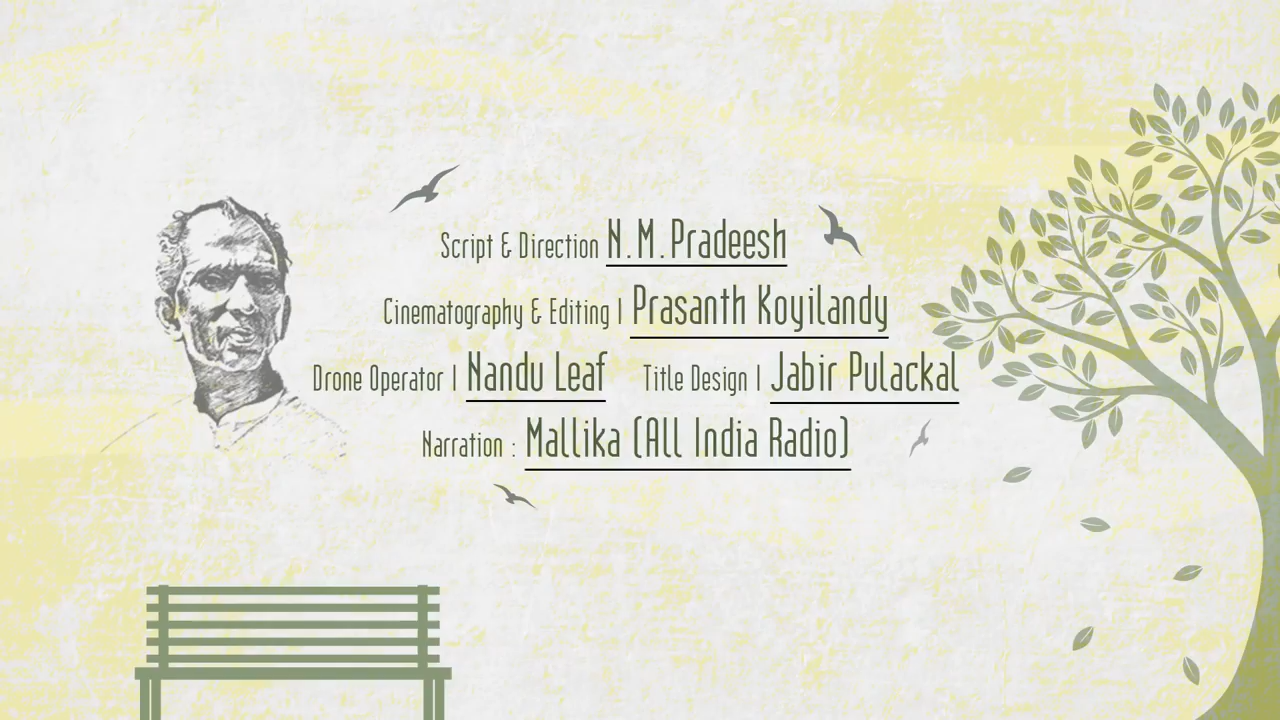 Script & Direction N.M.Pradeesh
Cinematography & Editing | Prasanth Koyilandy
Drone Operator | Nandu Leaf Title Design | Jabir Pulackal
Narration : Mallika (All India Radio)